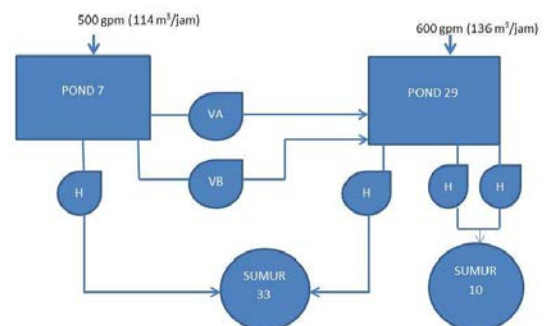 500 gpm (114 m³/jam)
600 gpm (136 m³/jam)
POND 7
VA
POND 29
VB
H
H
H
H
SUMUR
33
SUMUR
10